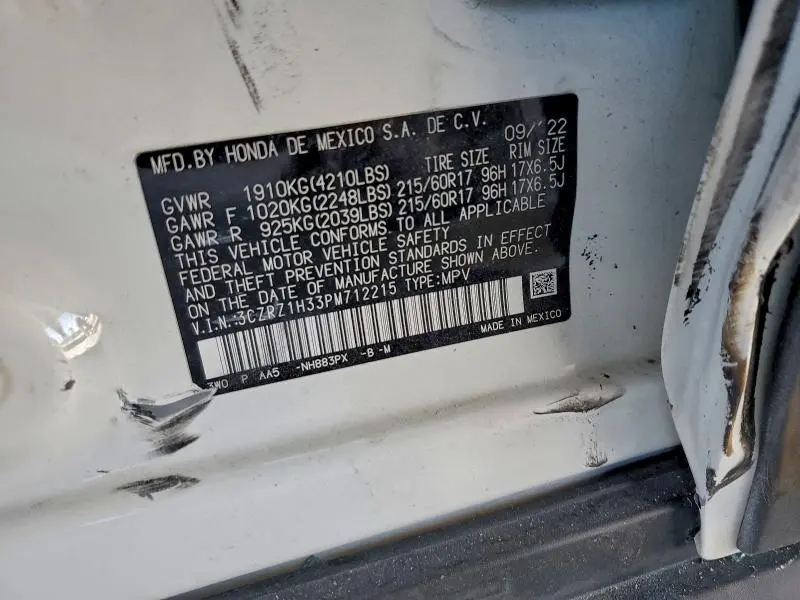 MFD.BY HONDA DE MEXICO S.A. DE C.V. 09/'22
TIRE SIZE RIM SIZE
GVWR 1910KG(4210LBS)
GAWR F 1020KG(2248LBS) 215/60R17 96H 17X6.5J
GAWR R 925KG(2039LBS) 215/60R17 96H 17X6.5J
THIS VEHICLE CONFORMS TO ALL APPLICABLE
FEDERAL MOTOR VEHICLE SAFETY
AND THEFT PREVENTION STANDARDS IN EFFECT
ON THE DATE OF MANUFACTURE SHOWN ABOVE.
V.I.N.:3CZRZ1H33PM712215 TYPE:MPV
3W0 P AA5 -NH883PX -B -M MADE IN MEXICO